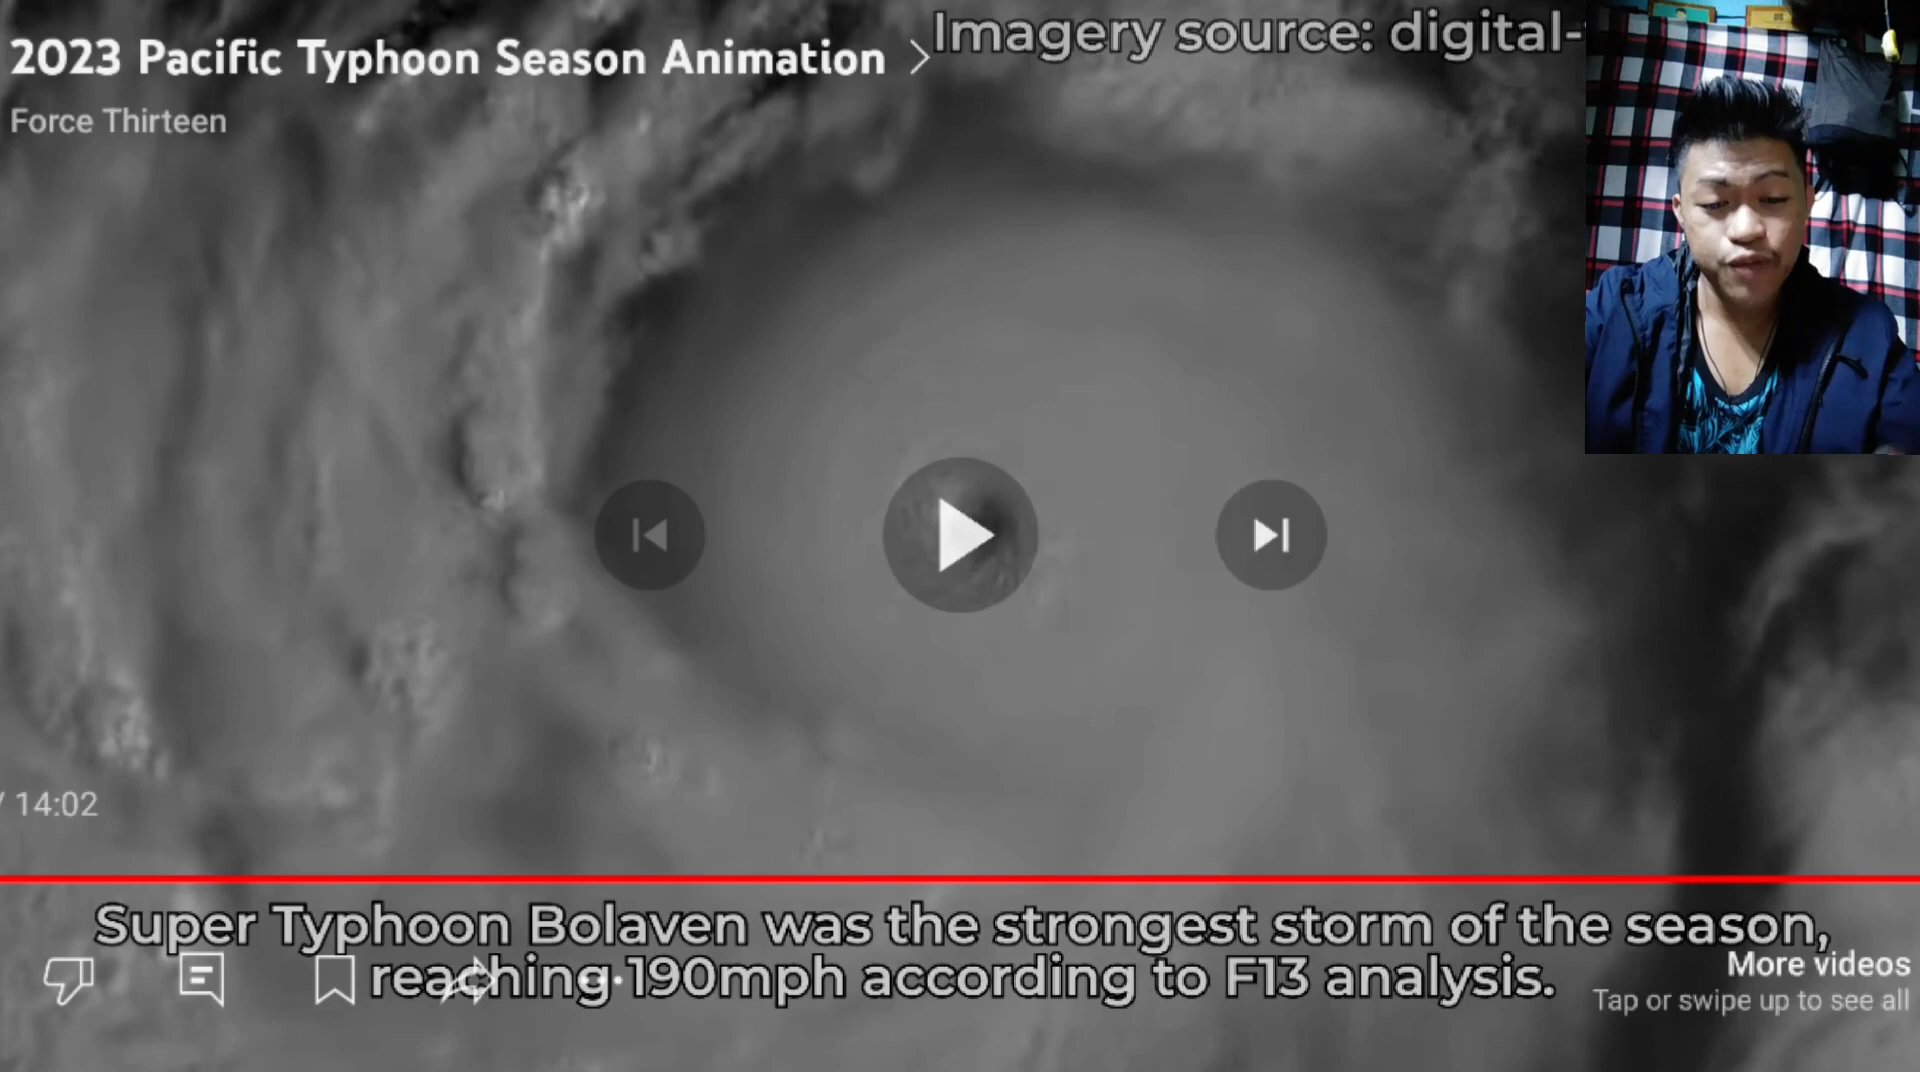 2023 Pacific Typhoon Season Animation
Imagery source: digital-
Force Thirteen
/ 14:02
Super Typhoon Bolaven was the strongest storm of the season,
reaching 190mph according to F13 analysis.
More videos
Tap or swipe up to see all